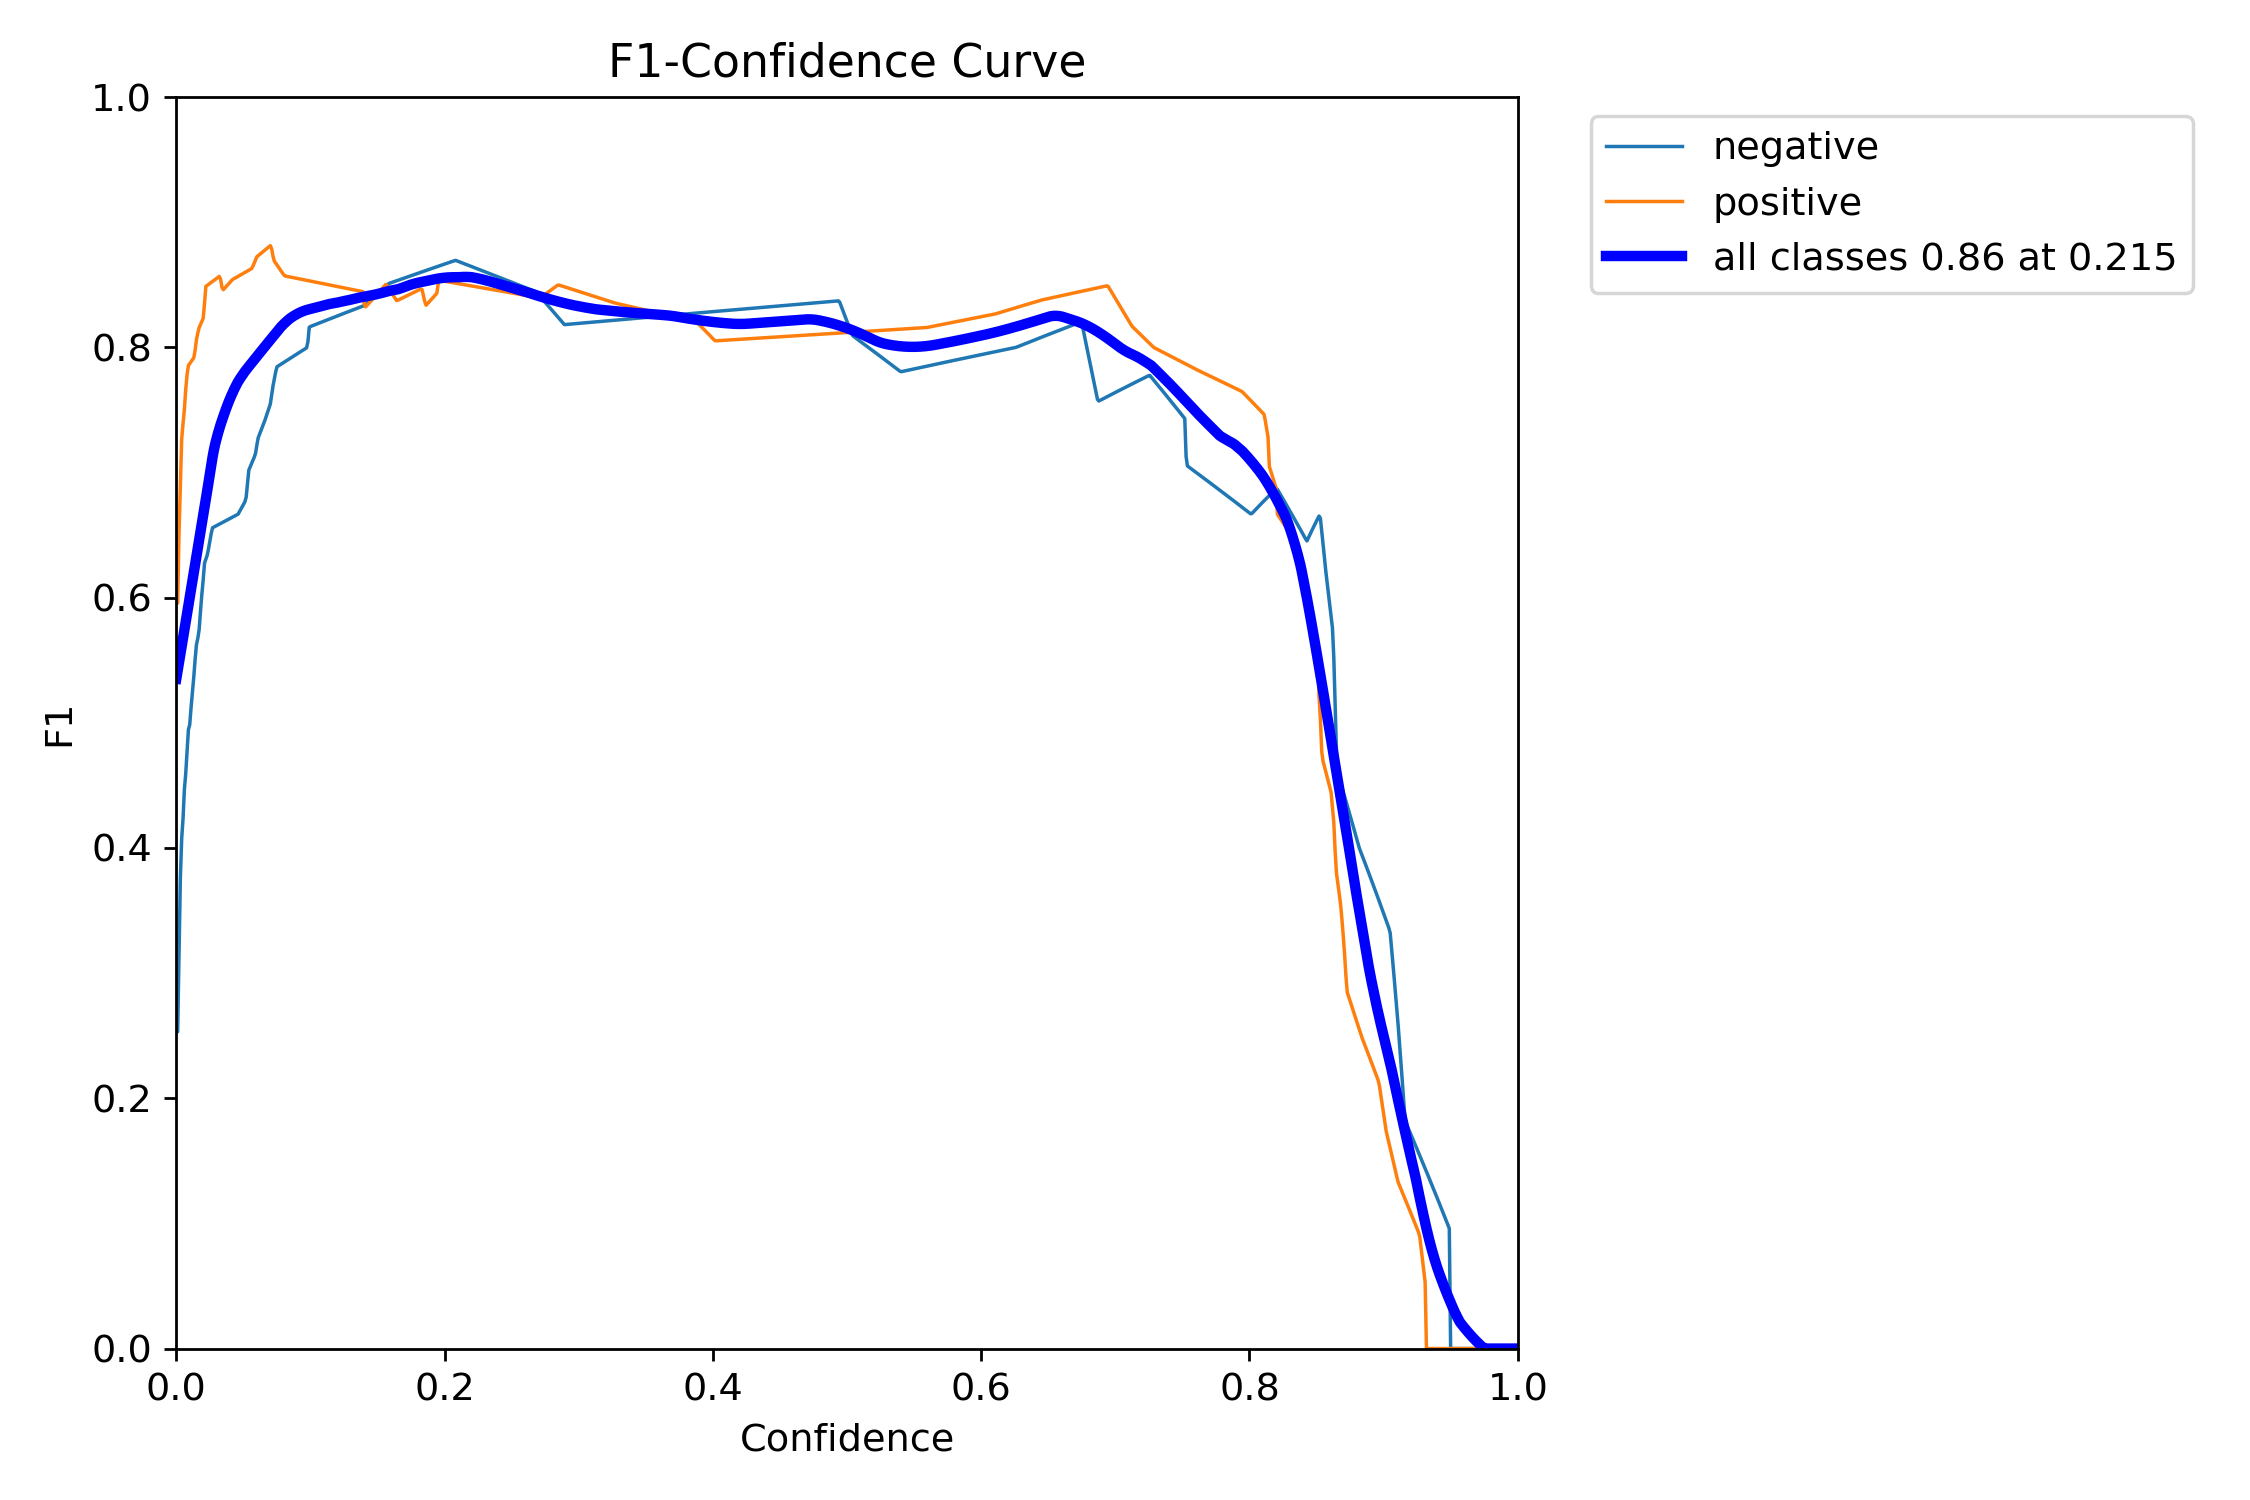 F1-Confidence Curve
1.0
0.8
0.6
0.4
0.2
0.0
F1
0.0 0.2 0.4 0.6 0.8 1.0
Confidence
negative
positive
all classes 0.86 at 0.215